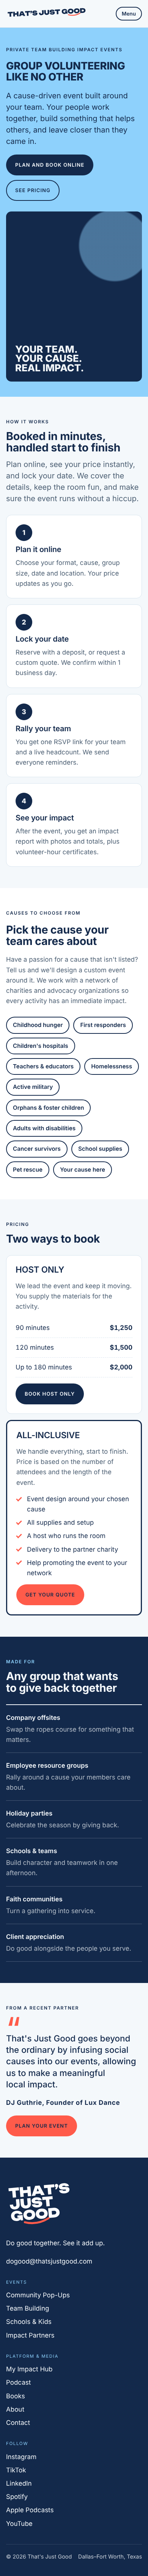 THAT'S JUST GOOD
Menu
PRIVATE TEAM BUILDING IMPACT EVENTS
GROUP VOLUNTEERING
LIKE NO OTHER
A cause-driven event built around
your team. Your people work
together, build something that helps
others, and leave closer than they
came in.
PLAN AND BOOK ONLINE
SEE PRICING
YOUR TEAM.
YOUR CAUSE.
REAL IMPACT.
HOW IT WORKS
Booked in minutes,
handled start to finish
Plan online, see your price instantly,
and lock your date. We cover the
details, keep the room fun, and make
sure the event runs without a hiccup.
1
Plan it online
Choose your format, cause, group
size, date and location. Your price
updates as you go.
2
Lock your date
Reserve with a deposit, or request a
custom quote. We confirm within 1
business day.
3
Rally your team
You get one RSVP link for your team
and a live headcount. We send
everyone reminders.
4
See your impact
After the event, you get an impact
report with photos and totals, plus
volunteer-hour certificates.
CAUSES TO CHOOSE FROM
Pick the cause your
team cares about
Have a passion for a cause that isn't listed?
Tell us and we'll design a custom event
around it. We work with a network of
charities and advocacy organizations so
every activity has an immediate impact.
Childhood hunger
First responders
Children's hospitals
Teachers & educators
Homelessness
Active military
Orphans & foster children
Adults with disabilities
Cancer survivors
School supplies
Pet rescue
Your cause here
PRICING
Two ways to book
HOST ONLY
We lead the event and keep it moving.
You supply the materials for the
activity.
90 minutes $1,250
120 minutes $1,500
Up to 180 minutes $2,000
BOOK HOST ONLY
ALL-INCLUSIVE
We handle everything, start to finish.
Price is based on the number of
attendees and the length of the
event.
Event design around your chosen
cause
All supplies and setup
A host who runs the room
Delivery to the partner charity
Help promoting the event to your
network
GET YOUR QUOTE
MADE FOR
Any group that wants
to give back together
Company offsites
Swap the ropes course for something that
matters.
Employee resource groups
Rally around a cause your members care
about.
Holiday parties
Celebrate the season by giving back.
Schools & teams
Build character and teamwork in one
afternoon.
Faith communities
Turn a gathering into service.
Client appreciation
Do good alongside the people you serve.
FROM A RECENT PARTNER
"
That's Just Good goes beyond
the ordinary by infusing social
causes into our events, allowing
us to make a meaningful
local impact.
DJ Guthrie, Founder of Lux Dance
PLAN YOUR EVENT
THAT'S
JUST
GOOD
Do good together. See it add up.
dogood@thatsjustgood.com
EVENTS
Community Pop-Ups
Team Building
Schools & Kids
Impact Partners
PLATFORM & MEDIA
My Impact Hub
Podcast
Books
About
Contact
FOLLOW
Instagram
TikTok
LinkedIn
Spotify
Apple Podcasts
YouTube
© 2026 That's Just Good Dallas–Fort Worth, Texas